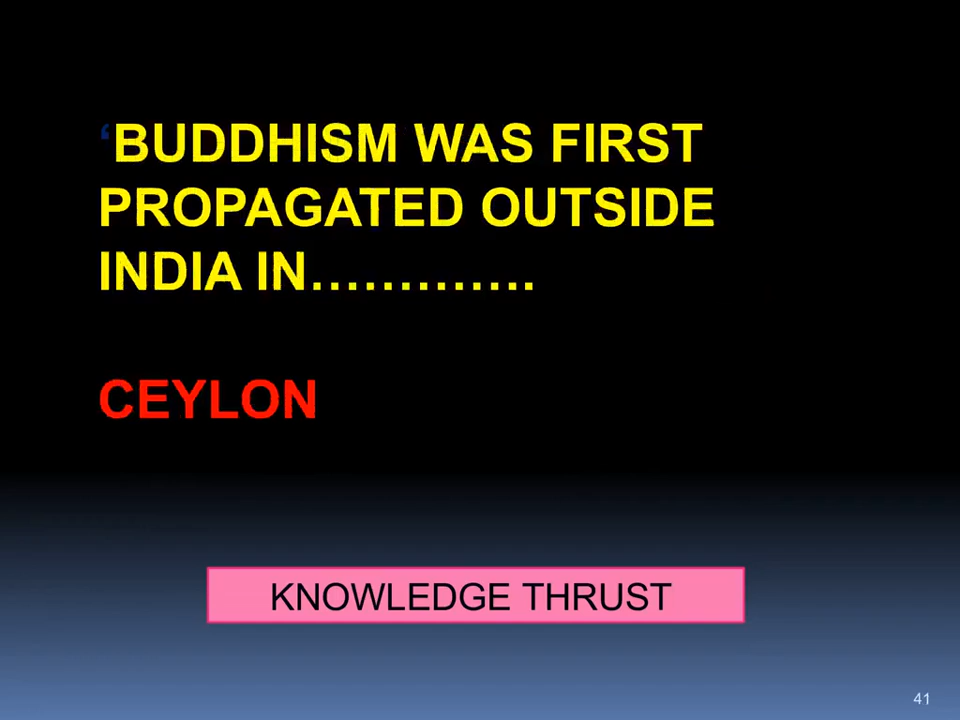 ‘BUDDHISM WAS FIRST
PROPAGATED OUTSIDE
INDIA IN………….
CEYLON
KNOWLEDGE THRUST
41